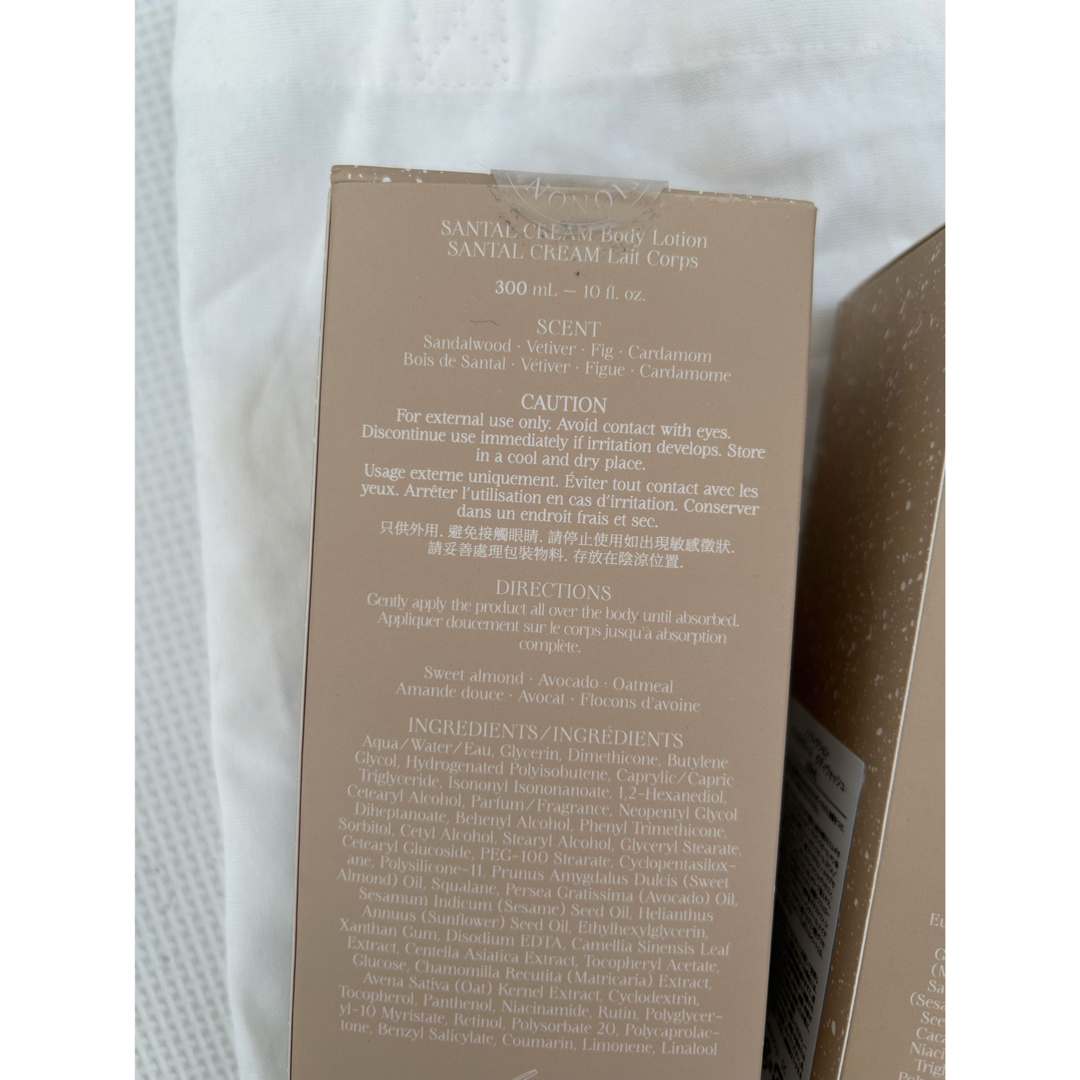 NONOI
SANTAL CREAM Body Lotion
SANTAL CREAM Lait Corps
300 mL – 10 fl. oz.
SCENT
Sandalwood · Vetiver · Fig · Cardamom
Bois de Santal · Vétiver · Figue · Cardamome
CAUTION
For external use only. Avoid contact with eyes.
Discontinue use immediately if irritation develops. Store
in a cool and dry place.
Usage externe uniquement. Éviter tout contact avec les
yeux. Arrêter l'utilisation en cas d'irritation. Conserver
dans un endroit frais et sec.
只供外用. 避免接觸眼睛. 請停止使用如出現敏感徵狀.
請妥善處理包裝物料. 存放在陰涼位置.
DIRECTIONS
Gently apply the product all over the body until absorbed.
Appliquer doucement sur le corps jusqu'à absorption
complète.
Sweet almond · Avocado · Oatmeal
Amande douce · Avocat · Flocons d'avoine
INGREDIENTS/INGRÉDIENTS
Aqua/Water/Eau, Glycerin, Dimethicone, Butylene
Glycol, Hydrogenated Polyisobutene, Caprylic/Capric
Triglyceride, Isononyl Isononanoate, 1,2-Hexanediol,
Cetearyl Alcohol, Parfum/Fragrance, Neopentyl Glycol
Diheptanoate, Behenyl Alcohol, Phenyl Trimethicone,
Sorbitol, Cetyl Alcohol, Stearyl Alcohol, Glyceryl Stearate,
Cetearyl Glucoside, PEG-100 Stearate, Cyclopentasilox-
ane, Polysilicone-11, Prunus Amygdalus Dulcis (Sweet
Almond) Oil, Squalane, Persea Gratissima (Avocado) Oil,
Sesamum Indicum (Sesame) Seed Oil, Helianthus
Annuus (Sunflower) Seed Oil, Ethylhexylglycerin,
Xanthan Gum, Disodium EDTA, Camellia Sinensis Leaf
Extract, Centella Asiatica Extract, Tocopheryl Acetate,
Glucose, Chamomilla Recutita (Matricaria) Extract,
Avena Sativa (Oat) Kernel Extract, Cyclodextrin,
Tocopherol, Panthenol, Niacinamide, Rutin, Polyglycer-
yl-10 Myristate, Retinol, Polysorbate 20, Polycaprolac-
tone, Benzyl Salicylate, Coumarin, Limonene, Linalool